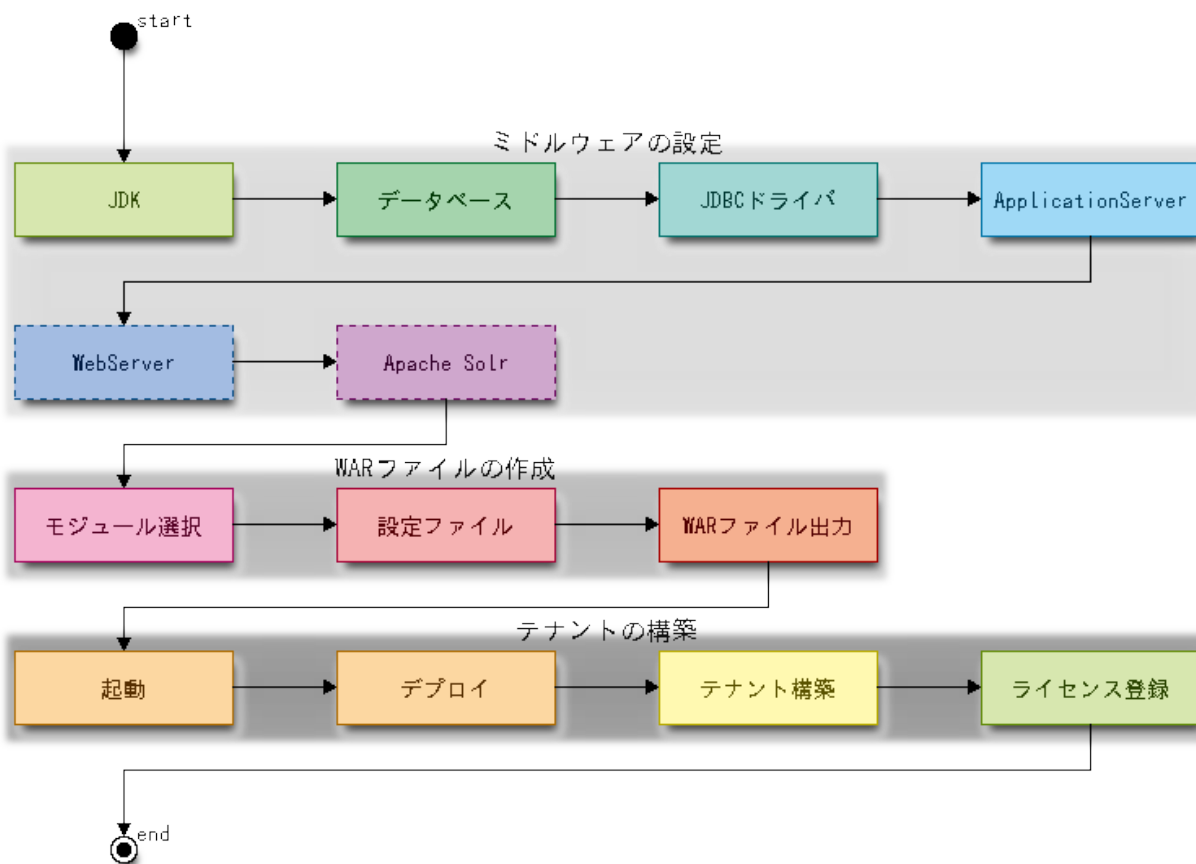 start
ミドルウェアの設定
JDK
データベース
JDBCドライバ
ApplicationServer
WebServer
Apache Solr
WARファイルの作成
モジュール選択
設定ファイル
WARファイル出力
テナントの構築
起動
デプロイ
テナント構築
ライセンス登録
end